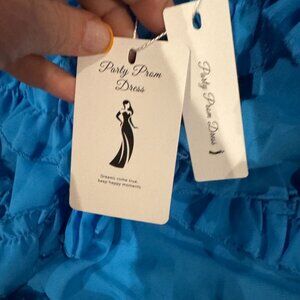 Party Prom
Dress
Dreams come true
keep happy moments
Party Prom
Dress